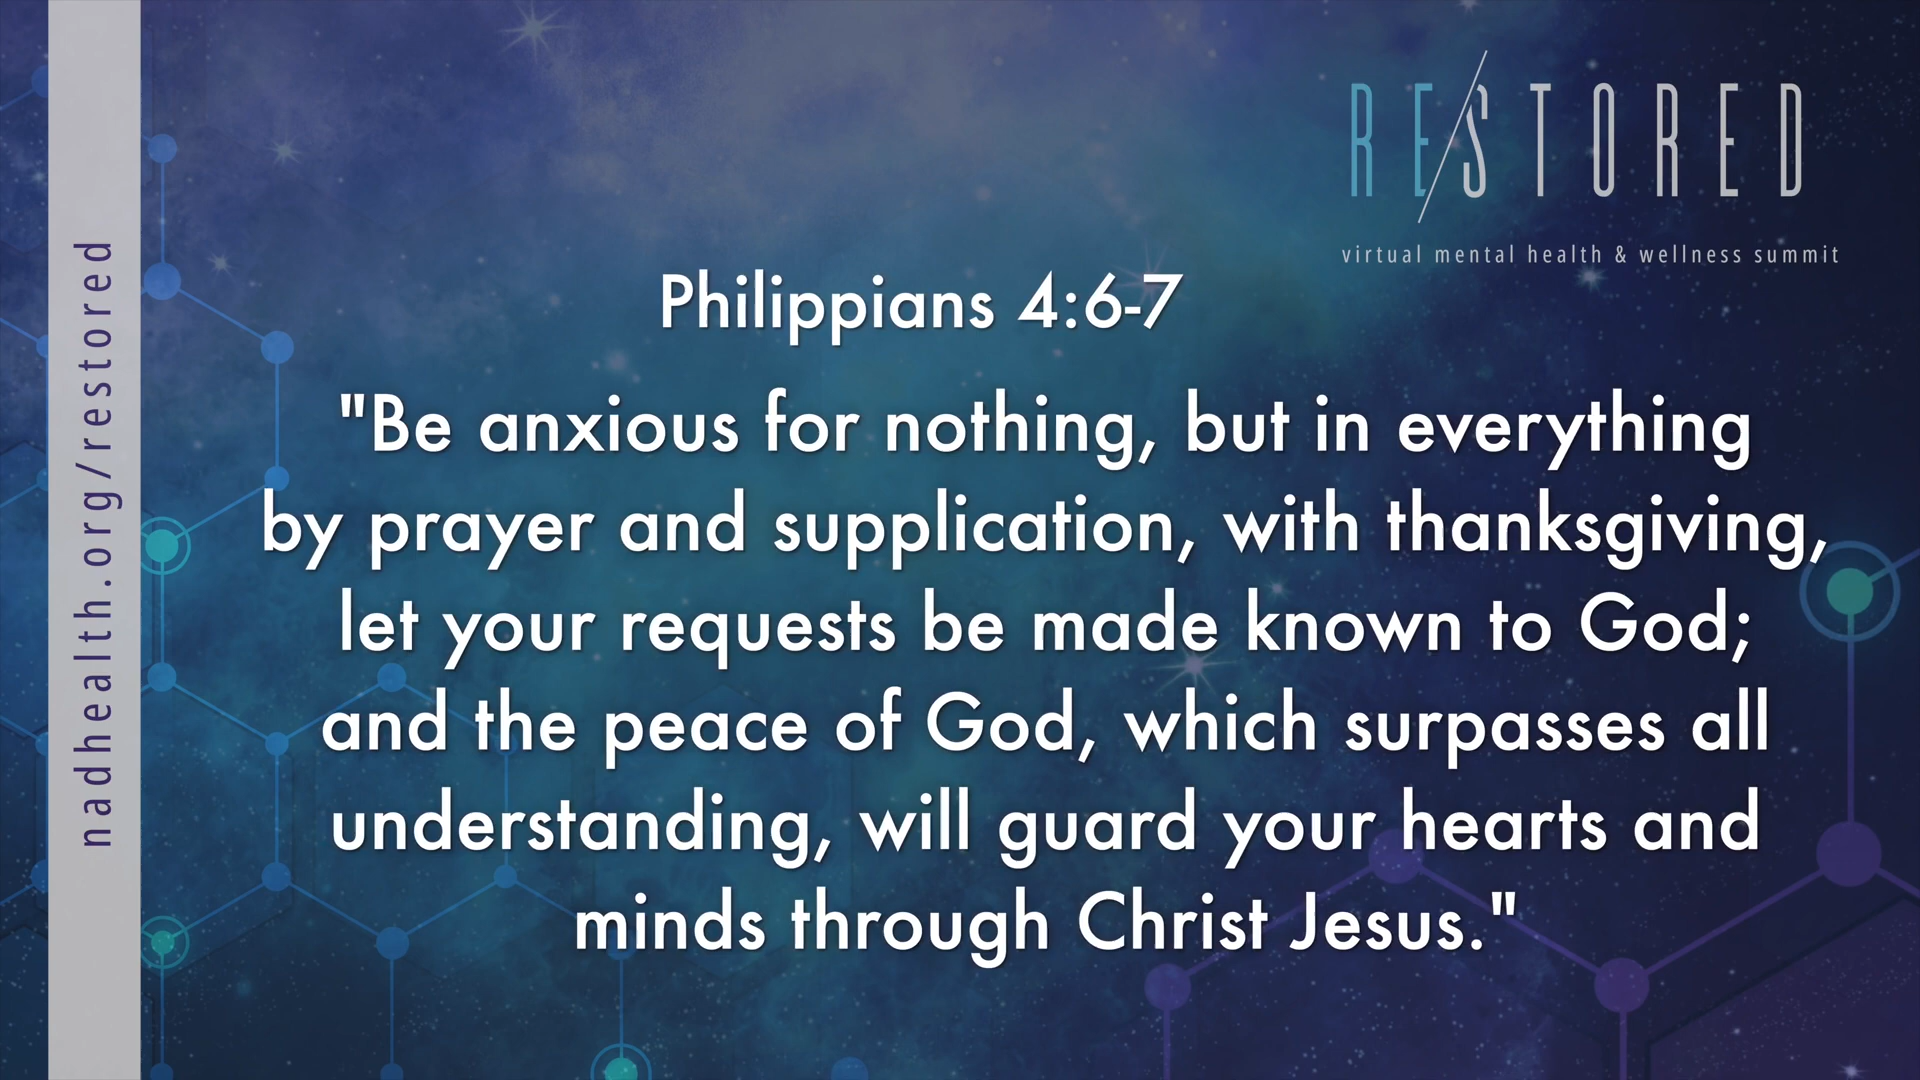 nadhealth.org/restored
RE/STORED
virtual mental health & wellness summit
Philippians 4:6-7
"Be anxious for nothing, but in everything
by prayer and supplication, with thanksgiving,
let your requests be made known to God;
and the peace of God, which surpasses all
understanding, will guard your hearts and
minds through Christ Jesus."